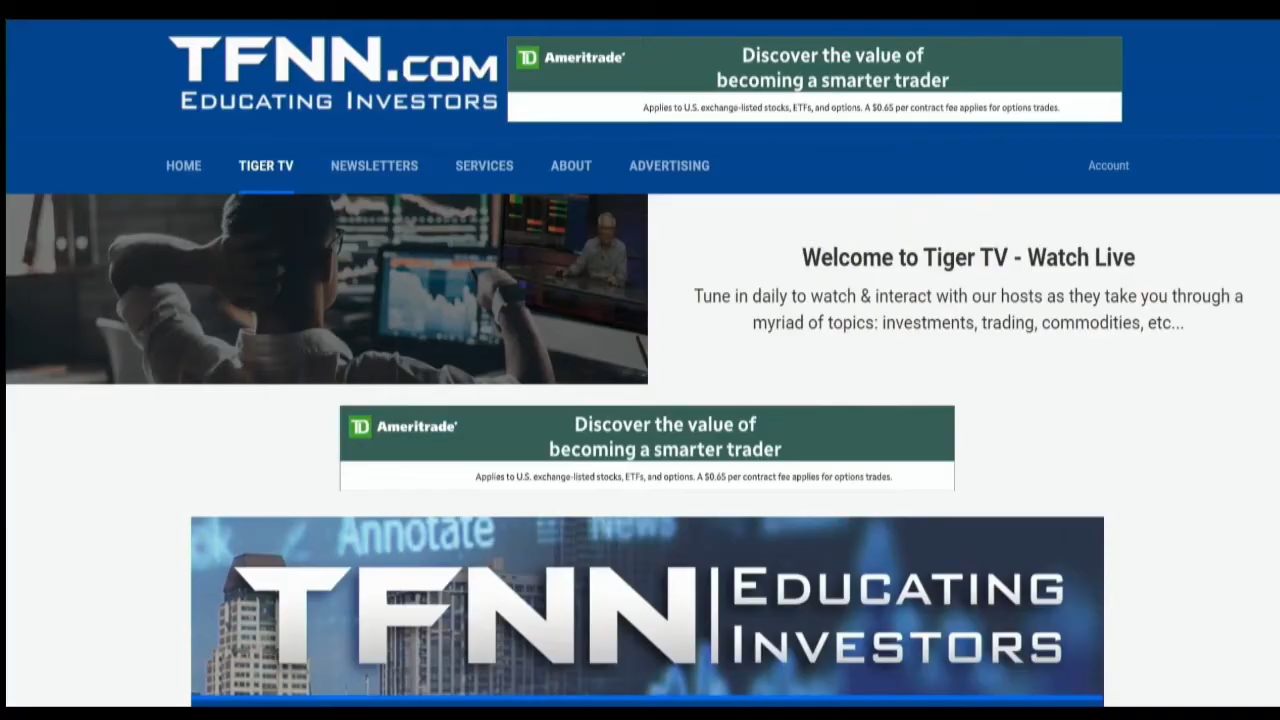 TFNN.COM
EDUCATING INVESTORS
TD Ameritrade
Discover the value of
becoming a smarter trader
Applies to U.S. exchange-listed stocks, ETFs, and options. A $0.65 per contract fee applies for options trades.
HOME TIGER TV NEWSLETTERS SERVICES ABOUT ADVERTISING Account
Welcome to Tiger TV - Watch Live
Tune in daily to watch & interact with our hosts as they take you through a
myriad of topics: investments, trading, commodities, etc...
TD Ameritrade
Discover the value of
becoming a smarter trader
Applies to U.S. exchange-listed stocks, ETFs, and options. A $0.65 per contract fee applies for options trades.
Annotate News
TFNN EDUCATING
INVESTORS